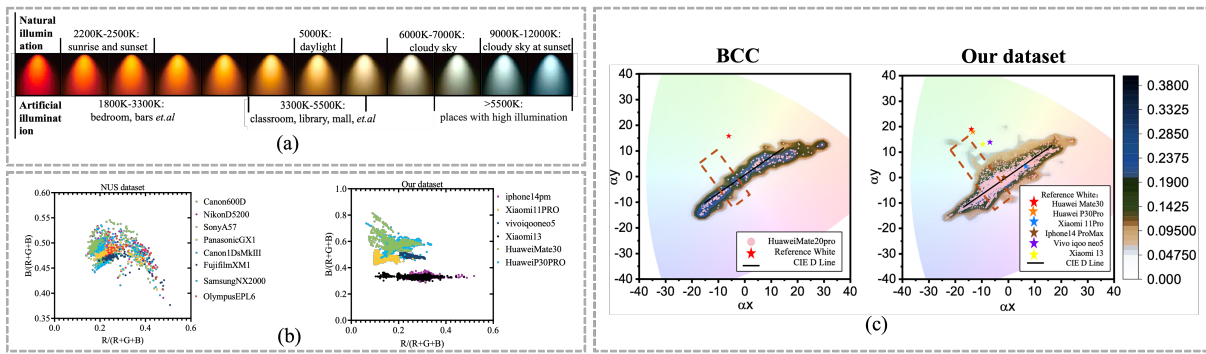 Natural
illumin
ation
2200K-2500K:
sunrise and sunset
5000K:
daylight
6000K-7000K:
cloudy sky
9000K-12000K:
cloudy sky at sunset
Artificial
illuminat
ion
1800K-3300K:
bedroom, bars et.al
3300K-5500K:
classroom, library, mall, et.al
>5500K:
places with high illumination
(a)
NUS dataset
0.60
0.55
0.50
0.45
0.40
0.35
B/(R+G+B)
0.0 0.2 0.4 0.6
R/(R+G+B)
Canon600D
NikonD5200
SonyA57
PanasonicGX1
Canon1DsMkIII
FujifilmXM1
SamsungNX2000
OlympusEPL6
Our dataset
1.0
0.8
0.6
0.4
0.2
0.0
B/(R+G+B)
0.0 0.2 0.4 0.6
R/(R+G+B)
iphone14pm
Xiaomi11PRO
vivoiqooneo5
Xiaomi13
HuaweiMate30
HuaweiP30PRO
(b)
BCC
40
30
20
10
0
-10
-20
-30
-40
αy
-40 -30 -20 -10 0 10 20 30 40
αx
HuaweiMate20pro
Reference White
CIE D Line
Our dataset
40
30
20
10
0
-10
-20
-30
-40
αy
-40 -30 -20 -10 0 10 20 30 40
αx
Reference White:
Huawei Mate30
Huawei P30Pro
Xiaomi 11Pro
Iphone14 ProMax
Vivo iqoo neo5
Xiaomi 13
CIE D Line
0.3800
0.3325
0.2850
0.2375
0.1900
0.1425
0.09500
0.04750
0.000
(c)